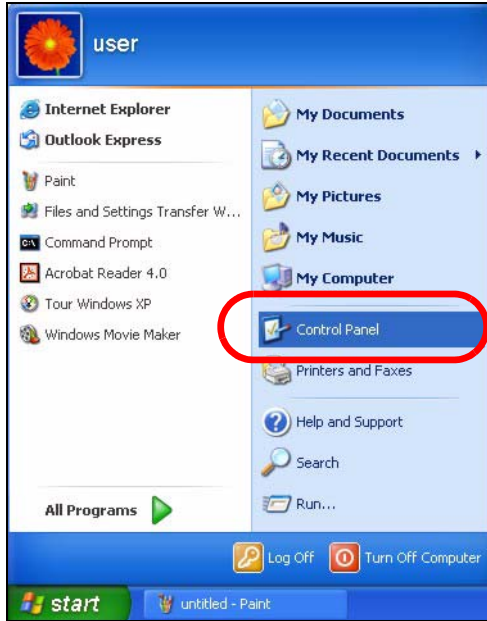 user
Internet Explorer
Outlook Express
Paint
Files and Settings Transfer W...
Command Prompt
Acrobat Reader 4.0
Tour Windows XP
Windows Movie Maker
All Programs
My Documents
My Recent Documents
My Pictures
My Music
My Computer
Control Panel
Printers and Faxes
Help and Support
Search
Run...
Log Off
Turn Off Computer
start
untitled - Paint